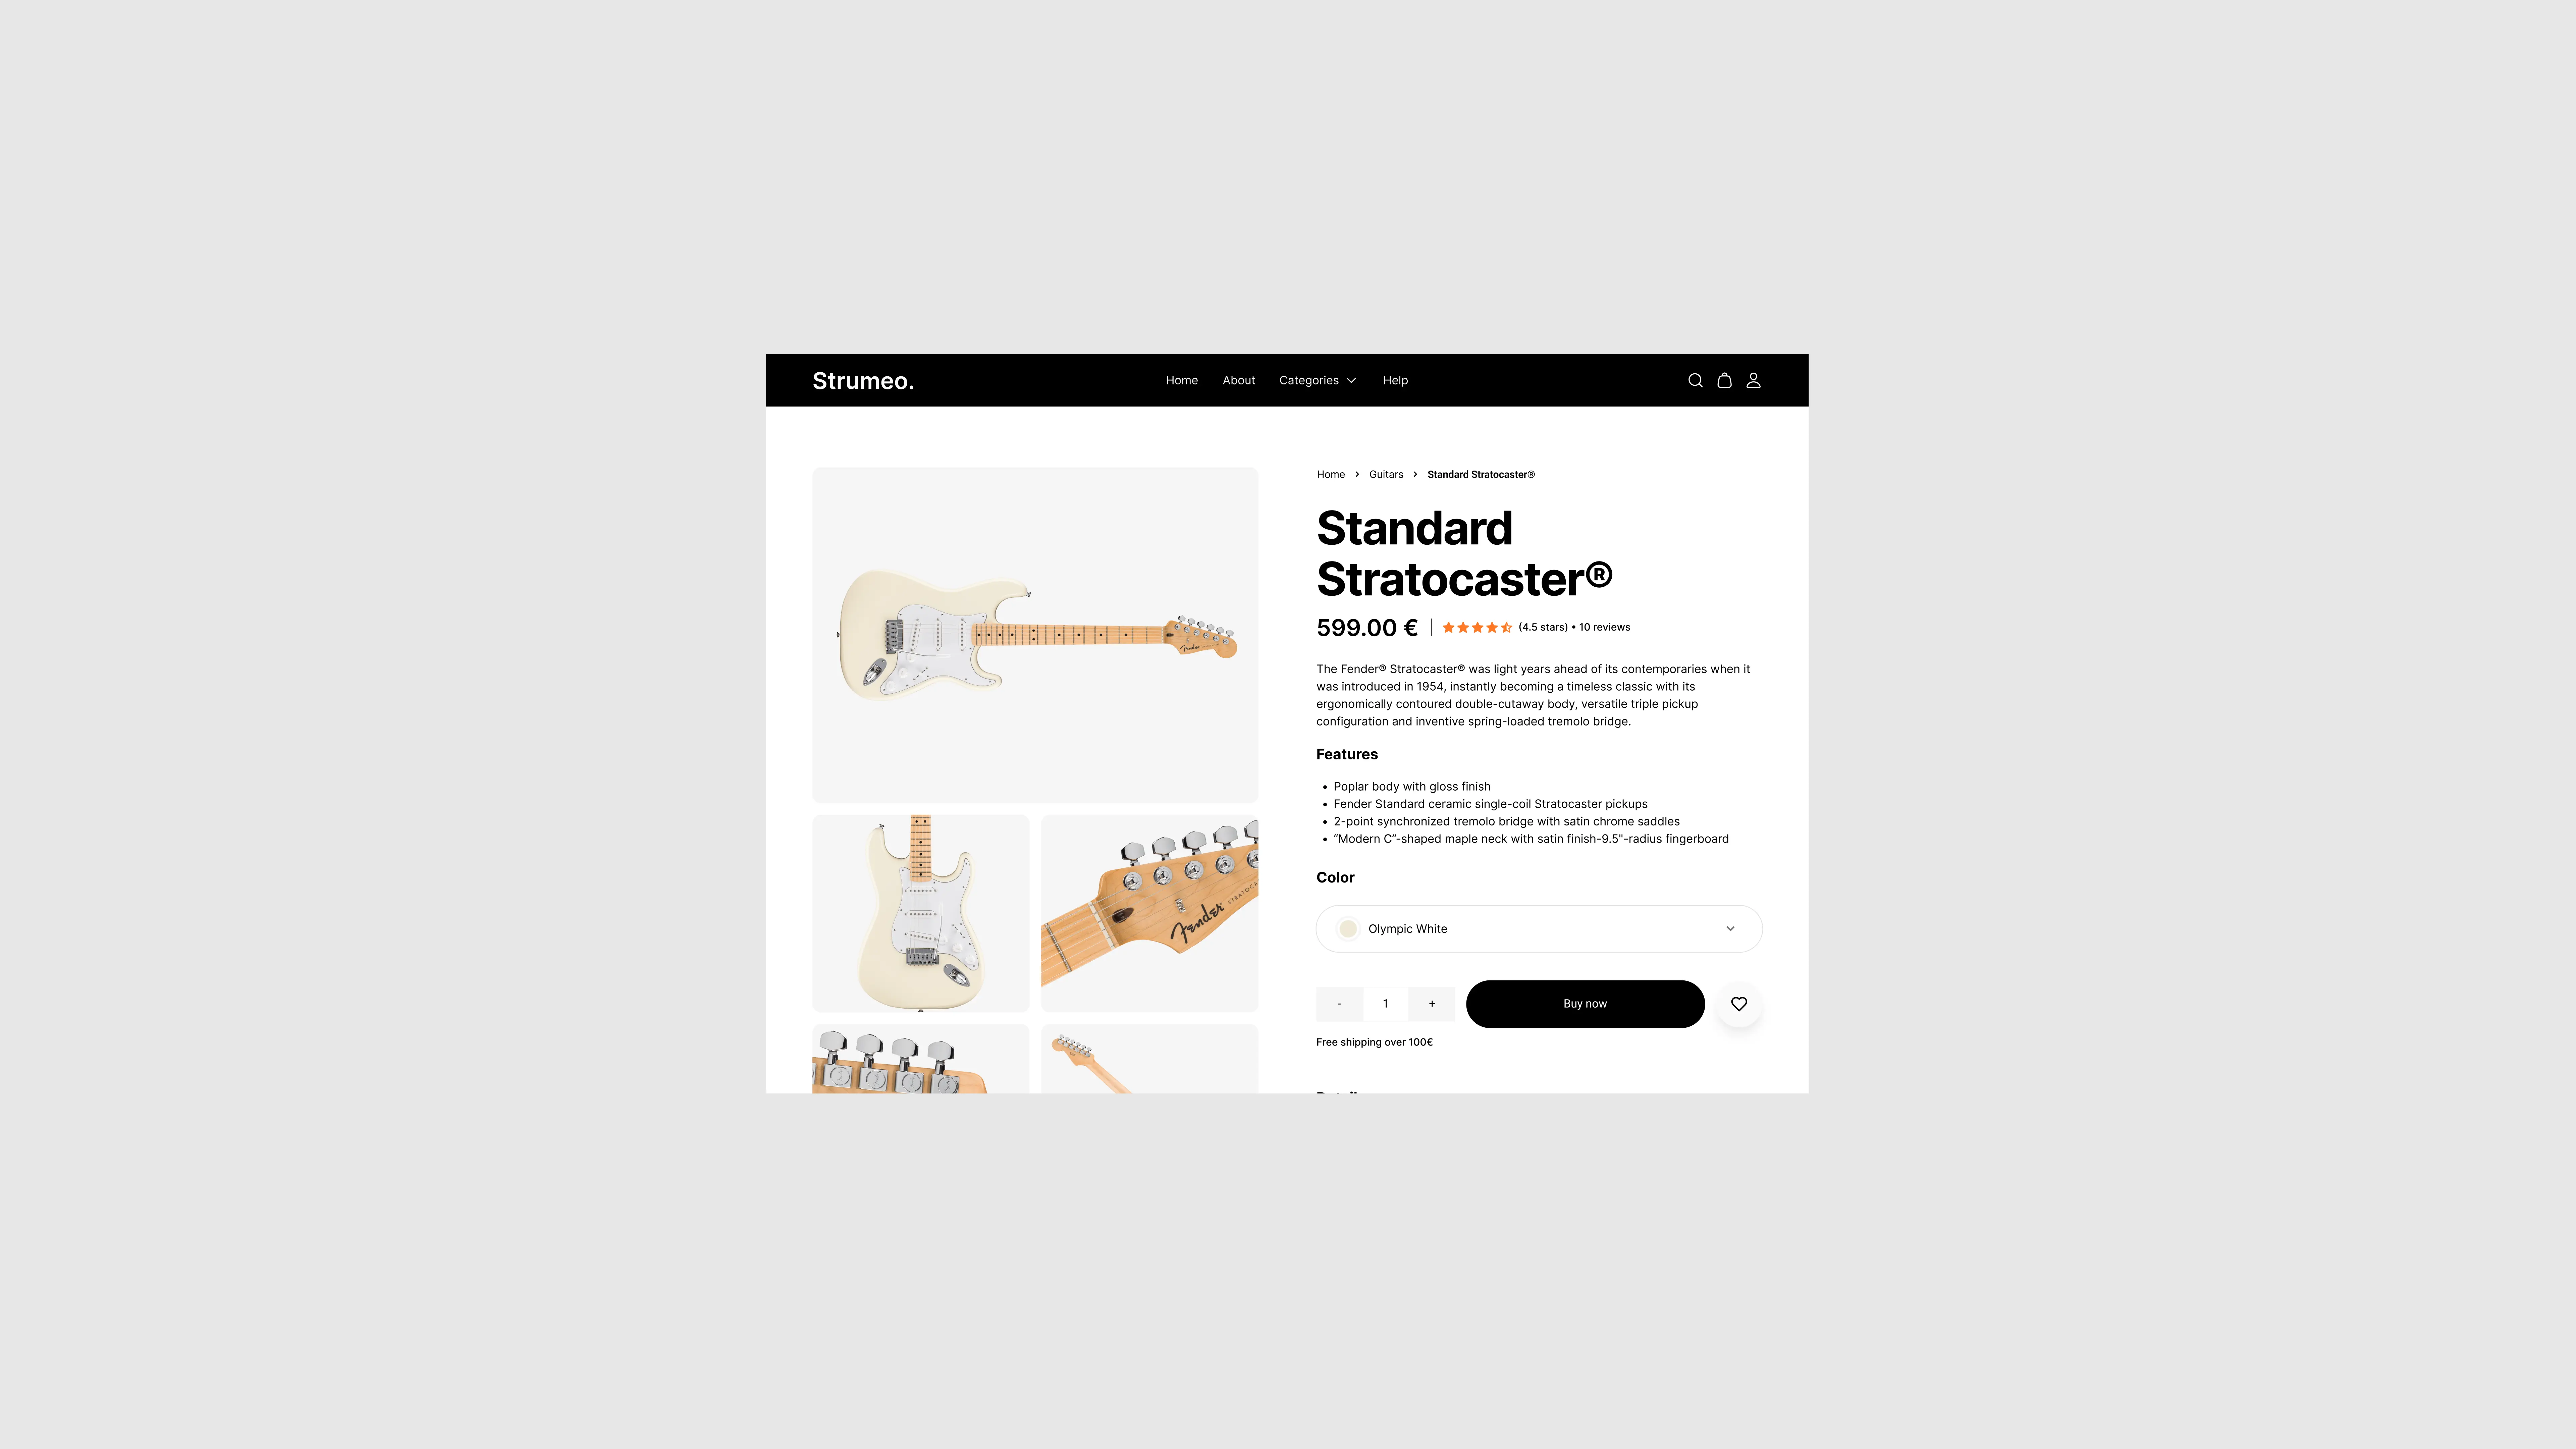 Strumeo.
Home
About
Categories
Help
Home
Guitars
Standard Stratocaster®
Standard
Stratocaster®
599.00 €
(4.5 stars) • 10 reviews
The Fender® Stratocaster® was light years ahead of its contemporaries when it
was introduced in 1954, instantly becoming a timeless classic with its
ergonomically contoured double-cutaway body, versatile triple pickup
configuration and inventive spring-loaded tremolo bridge.
Features
• Poplar body with gloss finish
• Fender Standard ceramic single-coil Stratocaster pickups
• 2-point synchronized tremolo bridge with satin chrome saddles
• “Modern C”-shaped maple neck with satin finish-9.5"-radius fingerboard
Color
Olympic White
- 1 +
Buy now
Free shipping over 100€
Fender
Fender